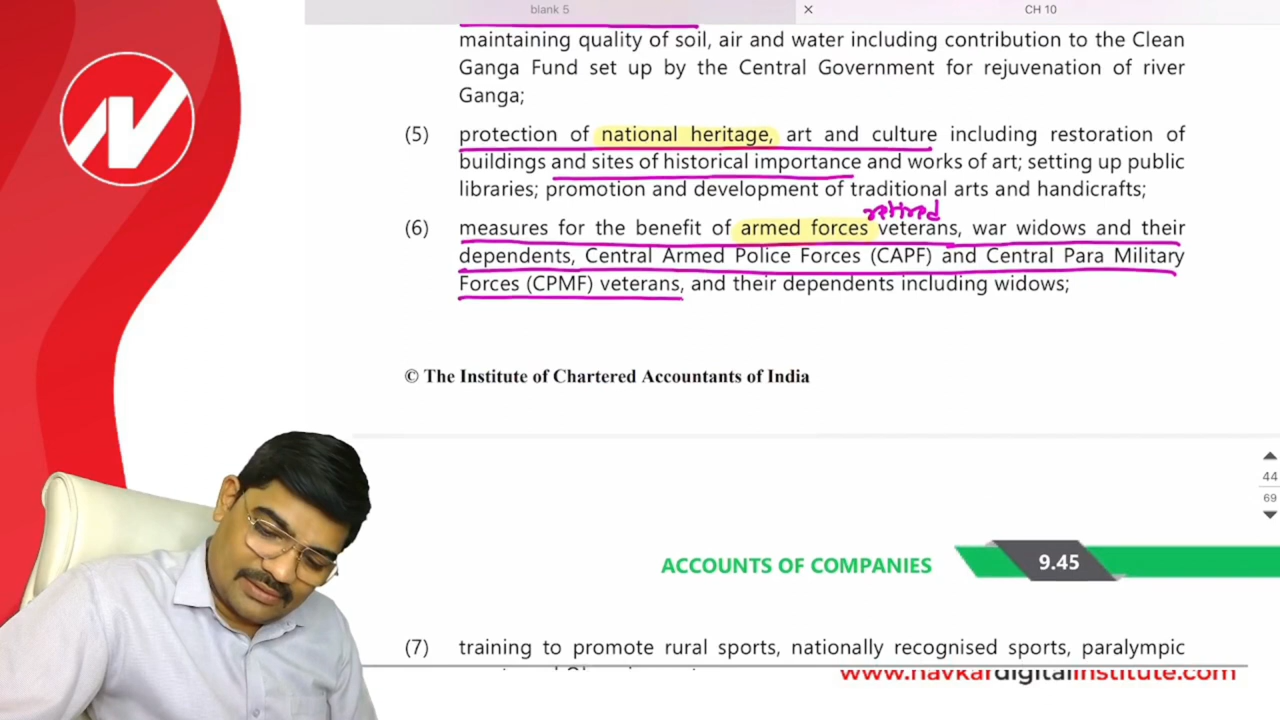 blank 5
CH 10
maintaining quality of soil, air and water including contribution to the Clean
Ganga Fund set up by the Central Government for rejuvenation of river
Ganga;
(5) protection of national heritage, art and culture including restoration of
buildings and sites of historical importance and works of art; setting up public
libraries; promotion and development of traditional arts and handicrafts;
retired
(6) measures for the benefit of armed forces veterans, war widows and their
dependents, Central Armed Police Forces (CAPF) and Central Para Military
Forces (CPMF) veterans, and their dependents including widows;
© The Institute of Chartered Accountants of India
44
69
ACCOUNTS OF COMPANIES 9.45
(7) training to promote rural sports, nationally recognised sports, paralympic
www.navkardigitalinstitute.com